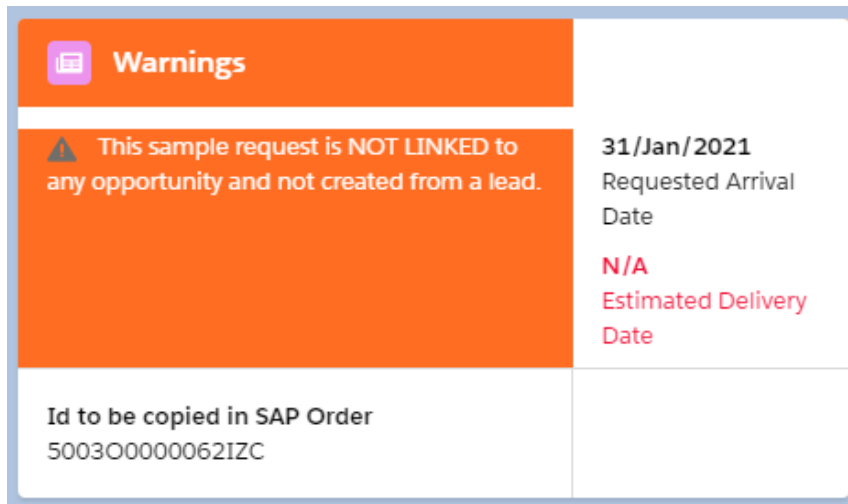 Warnings
This sample request is NOT LINKED to
any opportunity and not created from a lead.
31/Jan/2021
Requested Arrival
Date
N/A
Estimated Delivery
Date
Id to be copied in SAP Order
5003O0000062IZC